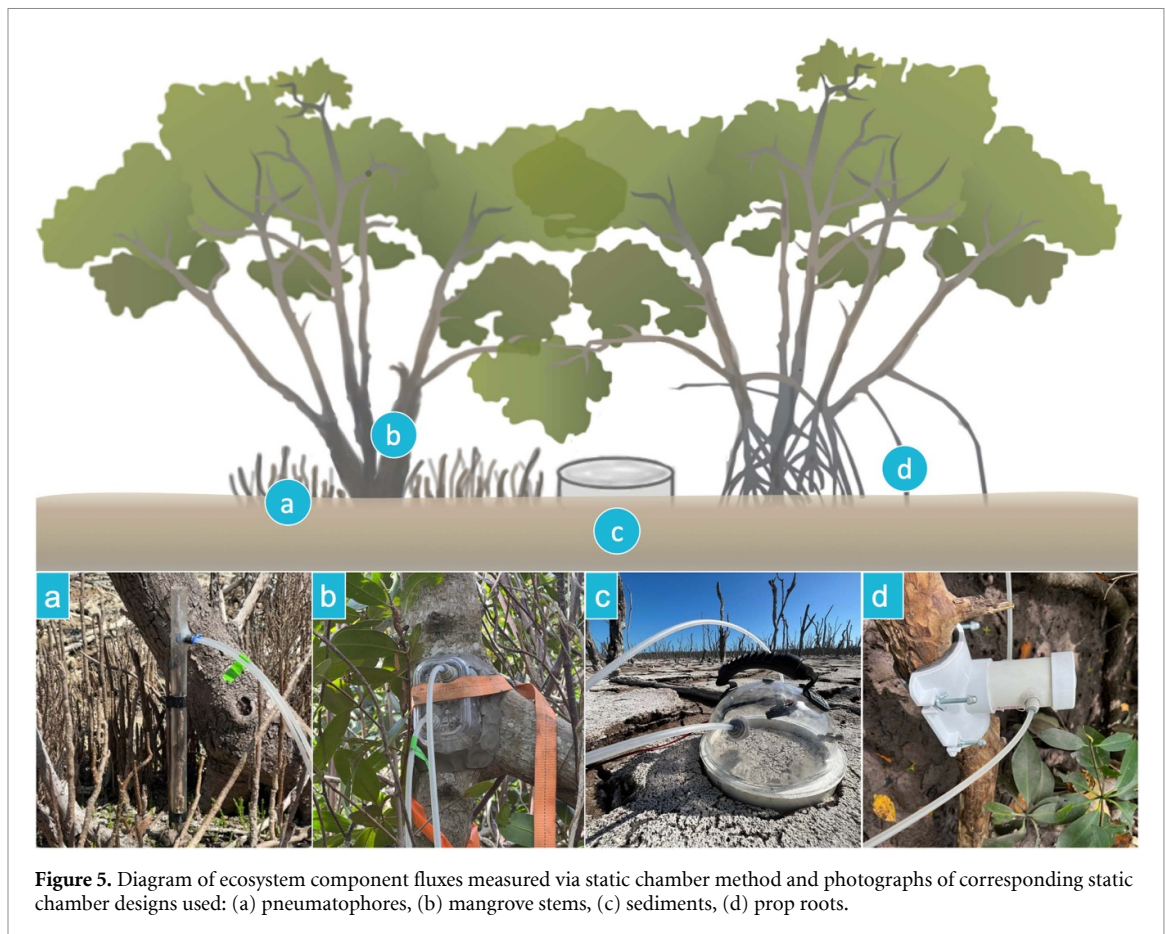 b
d
a
c
a
b
c
d
Figure 5. Diagram of ecosystem component fluxes measured via static chamber method and photographs of corresponding static
chamber designs used: (a) pneumatophores, (b) mangrove stems, (c) sediments, (d) prop roots.